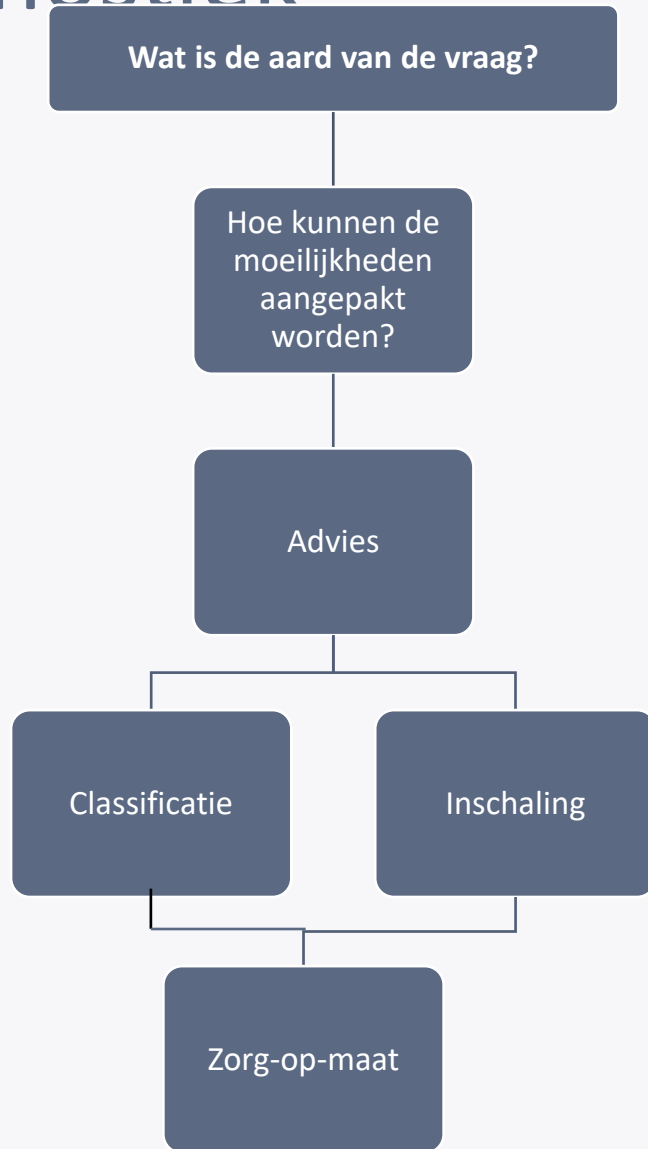 Wat is de aard van de vraag?
Hoe kunnen de
moeilijkheden
aangepakt
worden?
Advies
Classificatie
Inschaling
Zorg-op-maat